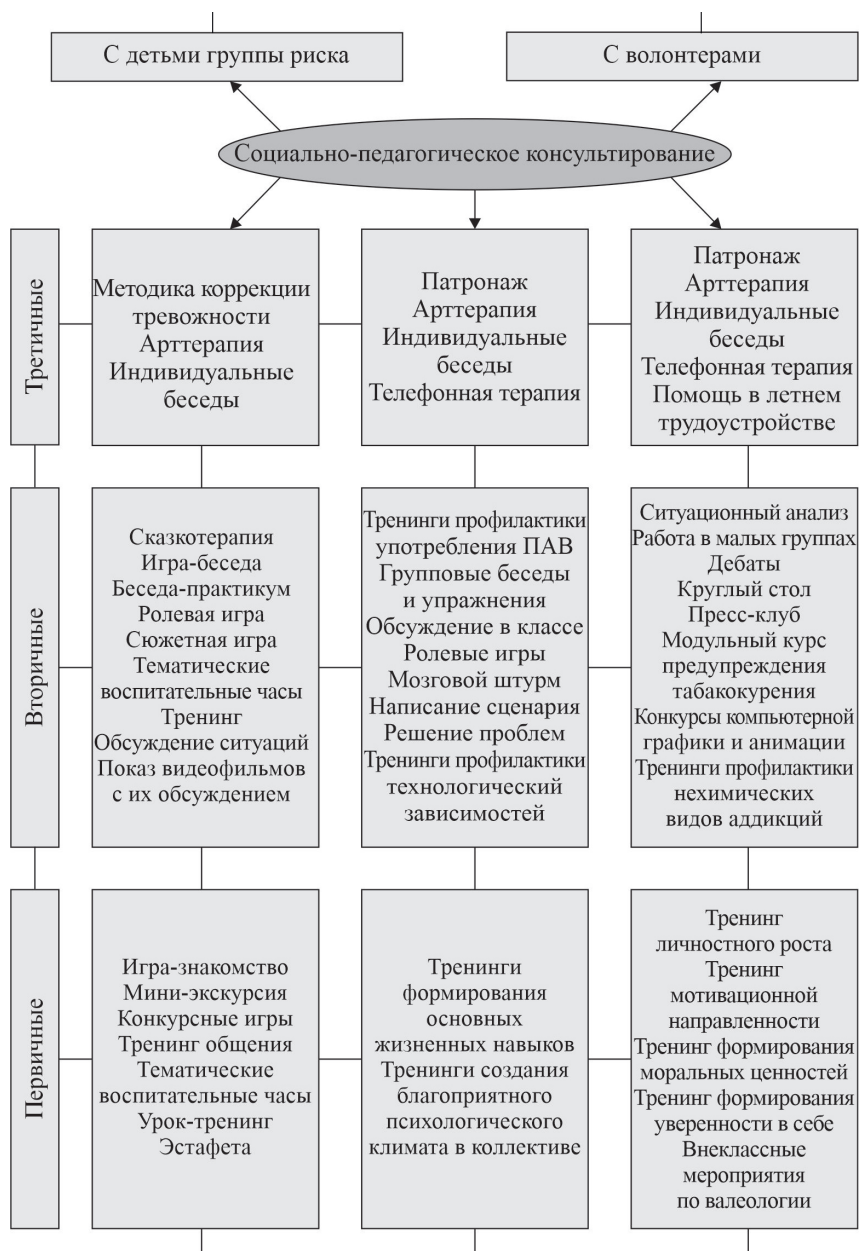 С детьми группы риска
С волонтерами
Социально-педагогическое консультирование
Третичные
Методика коррекции
тревожности
Арттерапия
Индивидуальные
беседы
Патронаж
Арттерапия
Индивидуальные
беседы
Телефонная терапия
Патронаж
Арттерапия
Индивидуальные
беседы
Телефонная терапия
Помощь в летнем
трудоустройстве
Вторичные
Сказкотерапия
Игра-беседа
Беседа-практикум
Ролевая игра
Сюжетная игра
Тематические
воспитательные часы
Тренинг
Обсуждение ситуаций
Показ видеофильмов
с их обсуждением
Тренинги профилактики
употребления ПАВ
Групповые беседы
и упражнения
Обсуждение в классе
Ролевые игры
Мозговой штурм
Написание сценария
Решение проблем
Тренинги профилактики
технологический
зависимостей
Ситуационный анализ
Работа в малых группах
Дебаты
Круглый стол
Пресс-клуб
Модульный курс
предупреждения
табакокурения
Конкурсы компьютерной
графики и анимации
Тренинги профилактики
нехимических
видов аддикций
Первичные
Игра-знакомство
Мини-экскурсия
Конкурсные игры
Тренинг общения
Тематические
воспитательные часы
Урок-тренинг
Эстафета
Тренинги
формирования
основных
жизненных навыков
Тренинги создания
благоприятного
психологического
климата в коллективе
Тренинг
личностного роста
Тренинг
мотивационной
направленности
Тренинг формирования
моральных ценностей
Тренинг формирования
уверенности в себе
Внеклассные
мероприятия
по валеологии